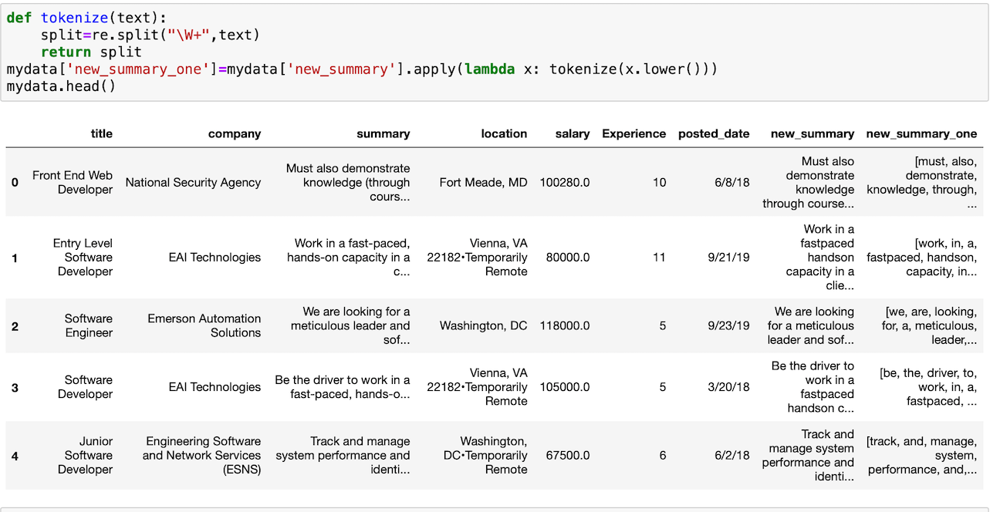 def tokenize(text):
    split=re.split("\W+",text)
    return split
mydata['new_summary_one']=mydata['new_summary'].apply(lambda x: tokenize(x.lower()))
mydata.head()
title company summary location salary Experience posted_date new_summary new_summary_one
0 Front End Web Developer National Security Agency Must also demonstrate knowledge (through cours... Fort Meade, MD 100280.0 10 6/8/18 Must also demonstrate knowledge through course... [must, also, demonstrate, knowledge, through, ...
1 Entry Level Software Developer EAI Technologies Work in a fast-paced, hands-on capacity in a c... Vienna, VA 22182•Temporarily Remote 80000.0 11 9/21/19 Work in a fastpaced handson capacity in a clie... [work, in, a, fastpaced, handson, capacity, in...
2 Software Engineer Emerson Automation Solutions We are looking for a meticulous leader and sof... Washington, DC 118000.0 5 9/23/19 We are looking for a meticulous leader and sof... [we, are, looking, for, a, meticulous, leader,...
3 Software Developer EAI Technologies Be the driver to work in a fast-paced, hands-o... Vienna, VA 22182•Temporarily Remote 105000.0 5 3/20/18 Be the driver to work in a fastpaced handson c... [be, the, driver, to, work, in, a, fastpaced, ...
4 Junior Software Developer Engineering Software and Network Services (ESNS) Track and manage system performance and identi... Washington, DC•Temporarily Remote 67500.0 6 6/2/18 Track and manage system performance and identi... [track, and, manage, system, performance, and,...